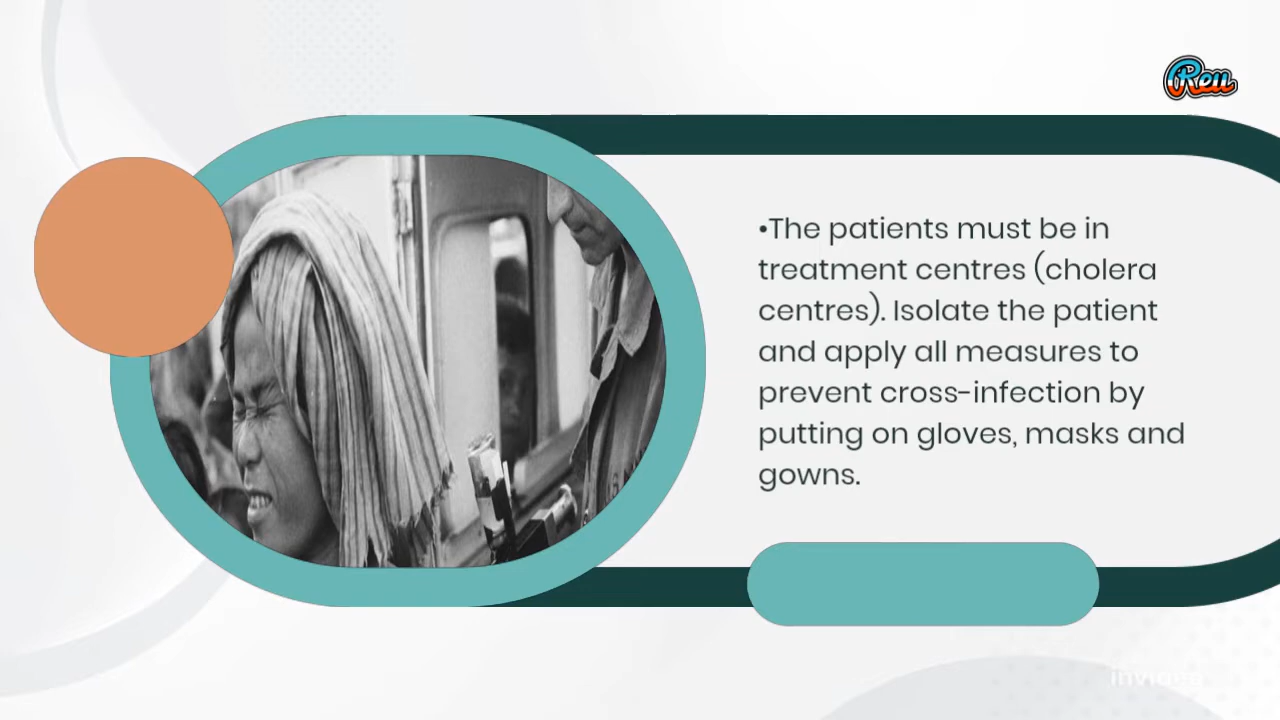 Reu
•The patients must be in
treatment centres (cholera
centres). Isolate the patient
and apply all measures to
prevent cross-infection by
putting on gloves, masks and
gowns.